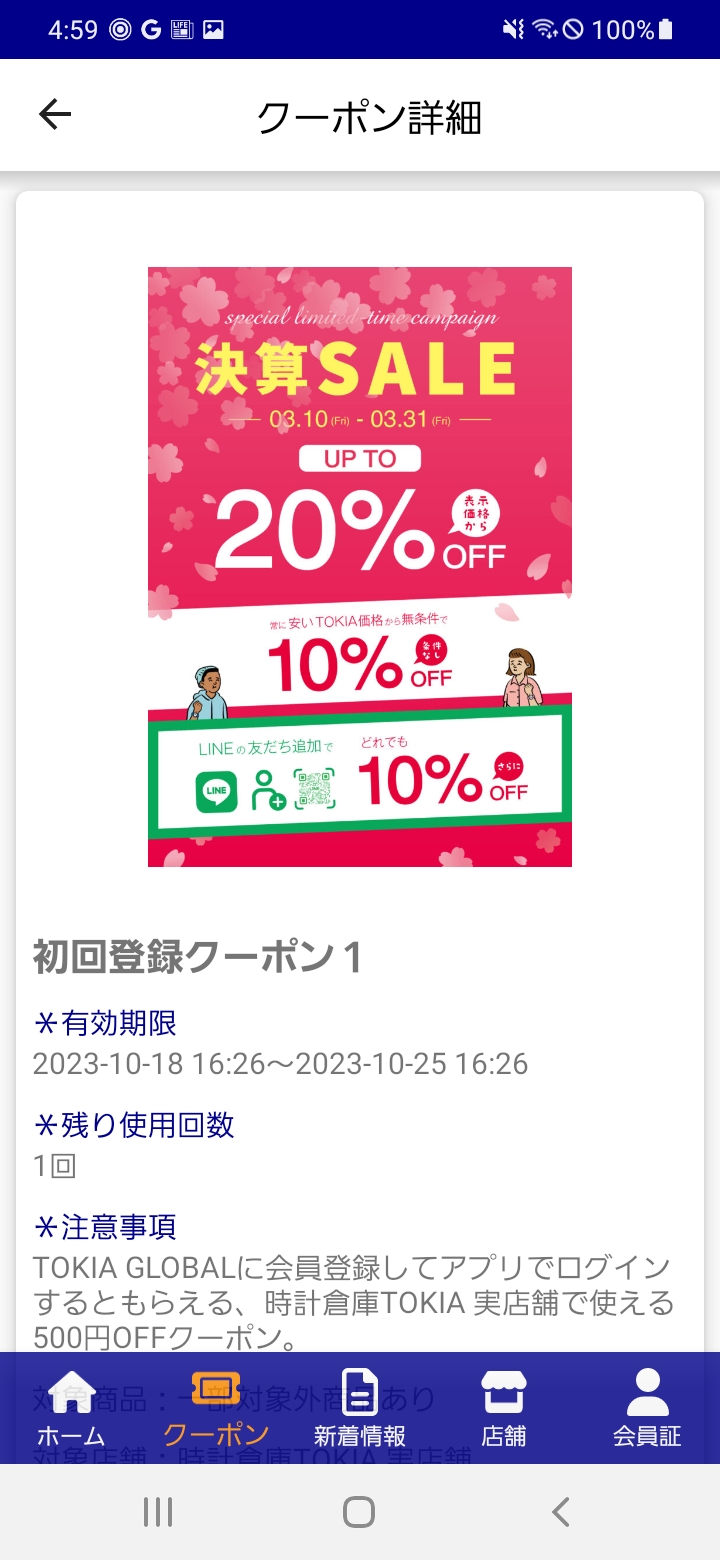 4:59
100%
クーポン詳細
special limited-time campaign
決算SALE
03.10(Fri) - 03.31(Fri)
UP TO
20%OFF
表示
価格
から
常に安いTOKIA価格から無条件で
10%OFF
条件
なし
LINEの友だち追加で
どれでも
LINE
10%OFF
さらに
初回登録クーポン１
＊有効期限
2023-10-18 16:26〜2023-10-25 16:26
＊残り使用回数
1回
＊注意事項
TOKIA GLOBALに会員登録してアプリでログイン
するともらえる、時計倉庫TOKIA 実店舗で使える
500円OFFクーポン。
対象商品：一部対象外商品あり
ホーム
クーポン
新着情報
店舗
会員証
対象店舗：時計倉庫TOKIA 実店舗